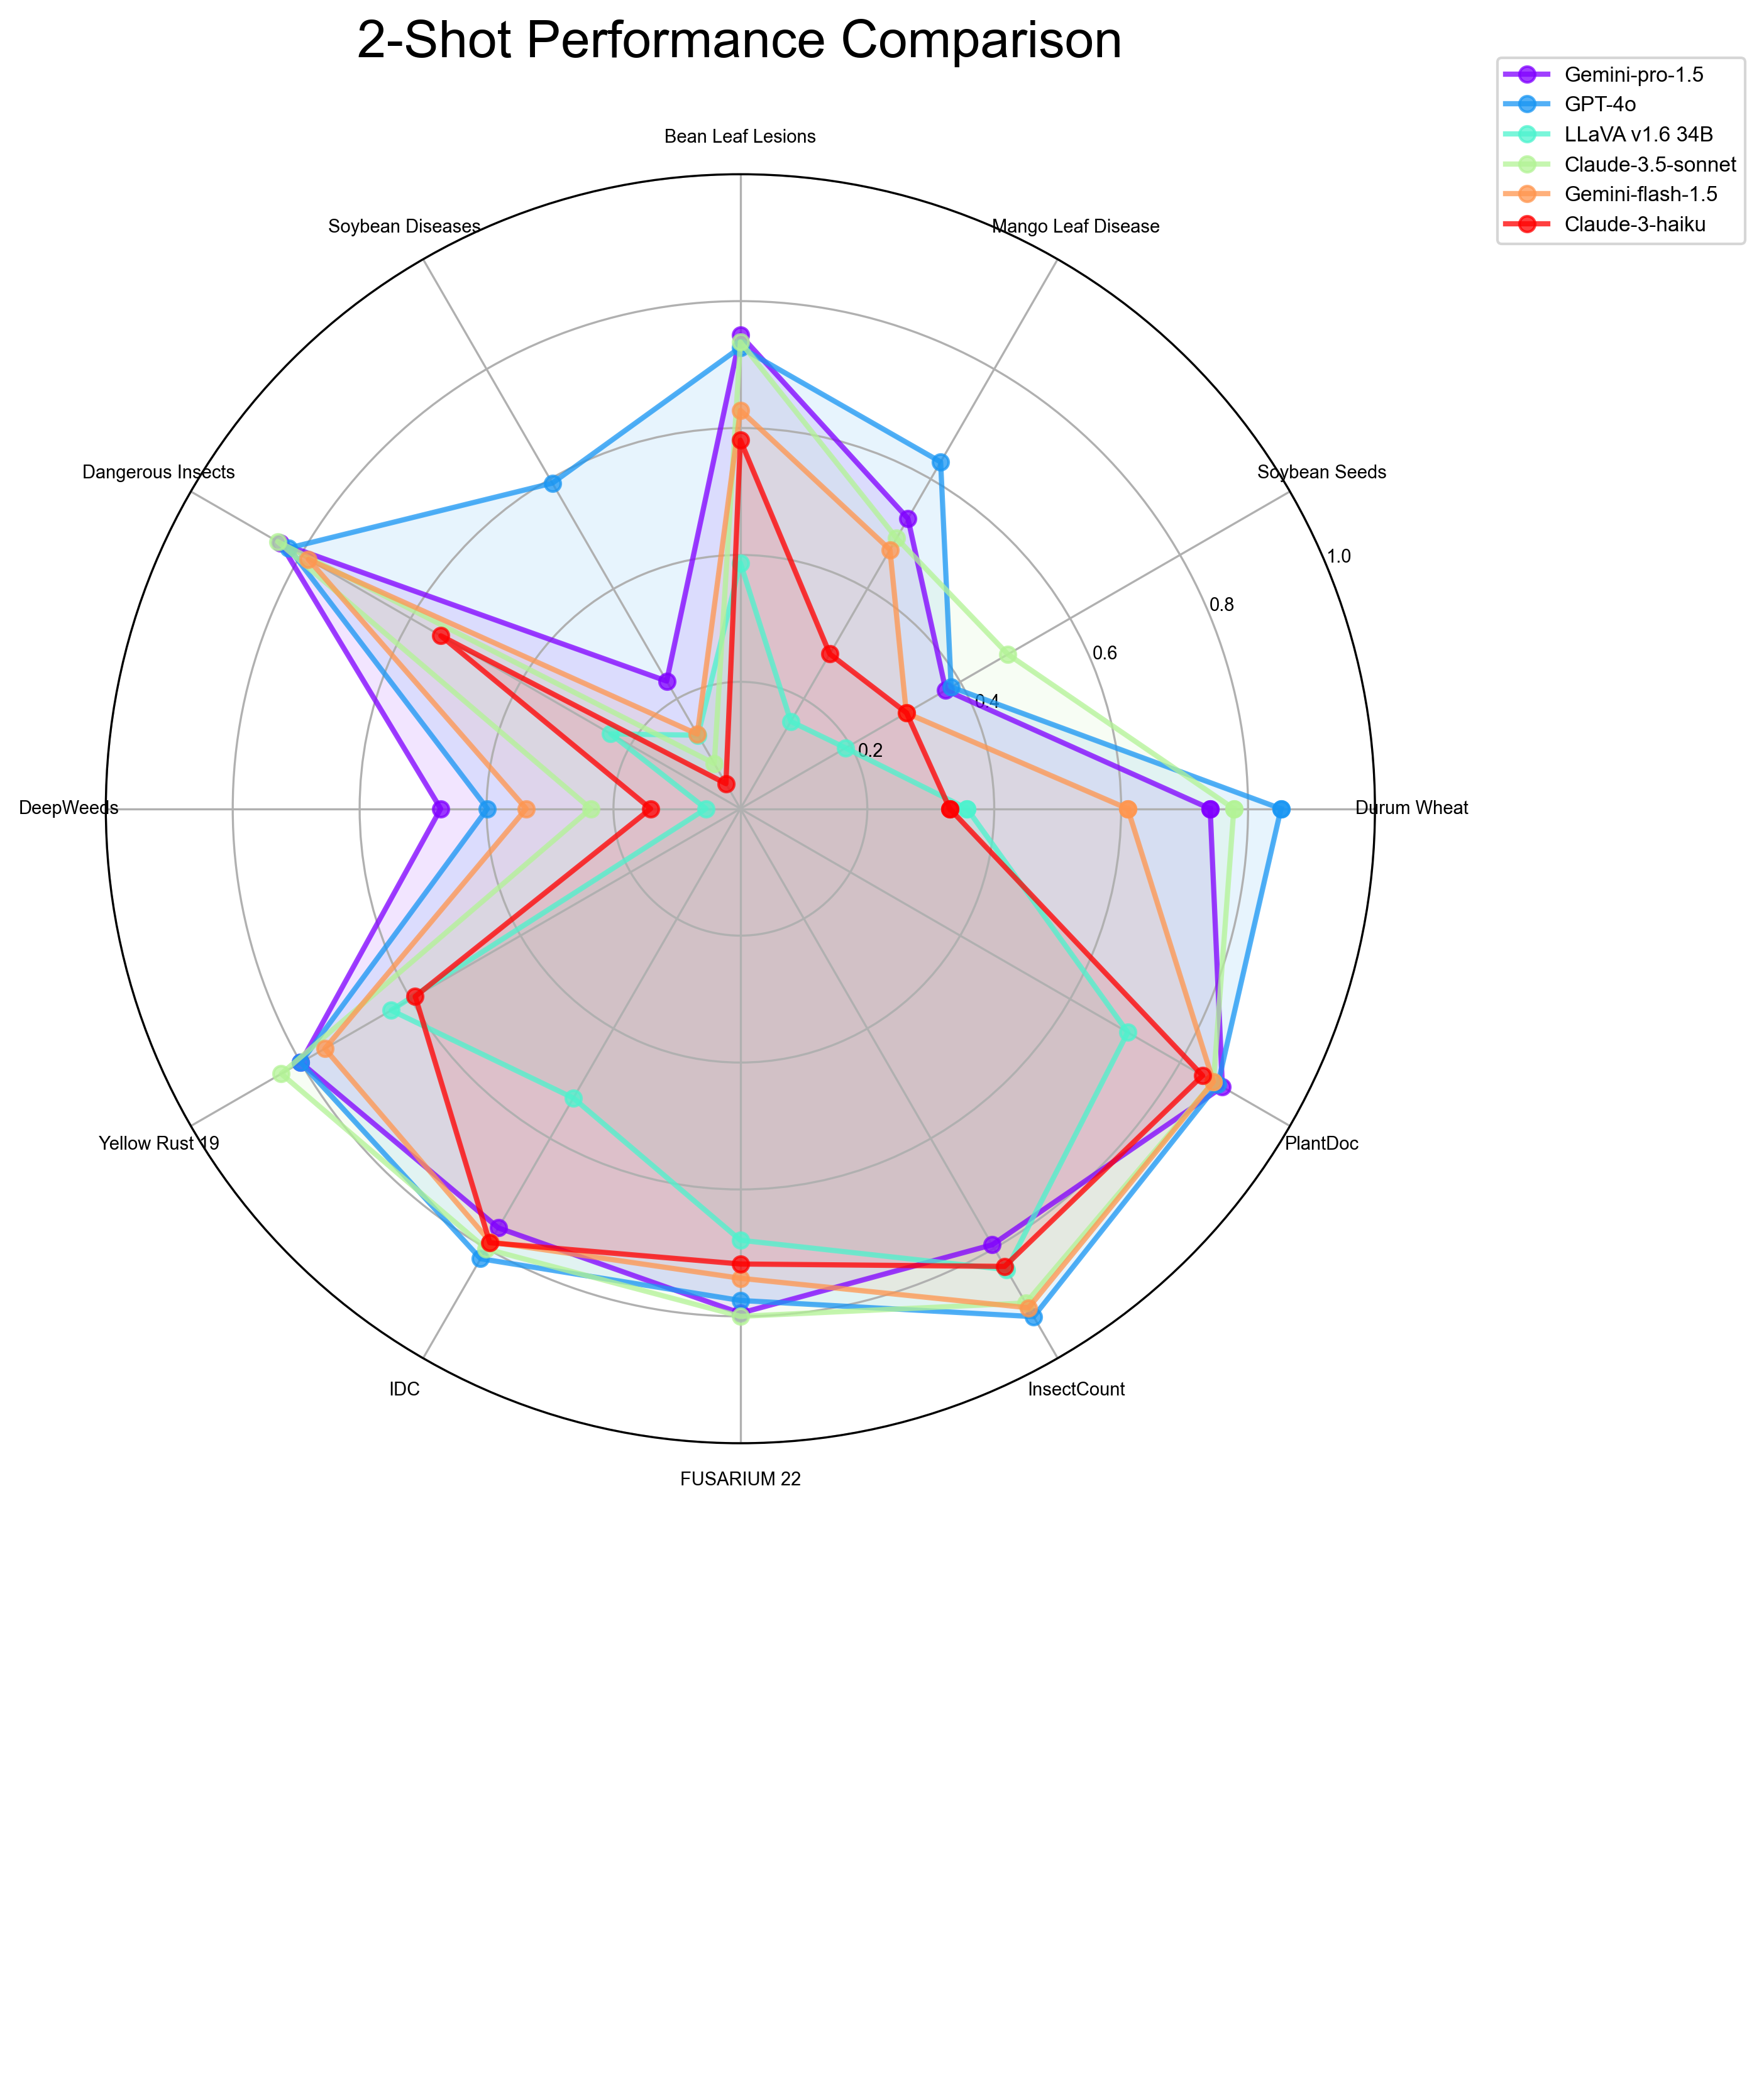 2-Shot Performance Comparison
Gemini-pro-1.5
GPT-4o
LLaVA v1.6 34B
Claude-3.5-sonnet
Gemini-flash-1.5
Claude-3-haiku
Bean Leaf Lesions
Soybean Diseases
Mango Leaf Disease
Dangerous Insects
Soybean Seeds
1.0
0.8
0.6
0.4
0.2
DeepWeeds
Durum Wheat
Yellow Rust 19
PlantDoc
IDC
InsectCount
FUSARIUM 22